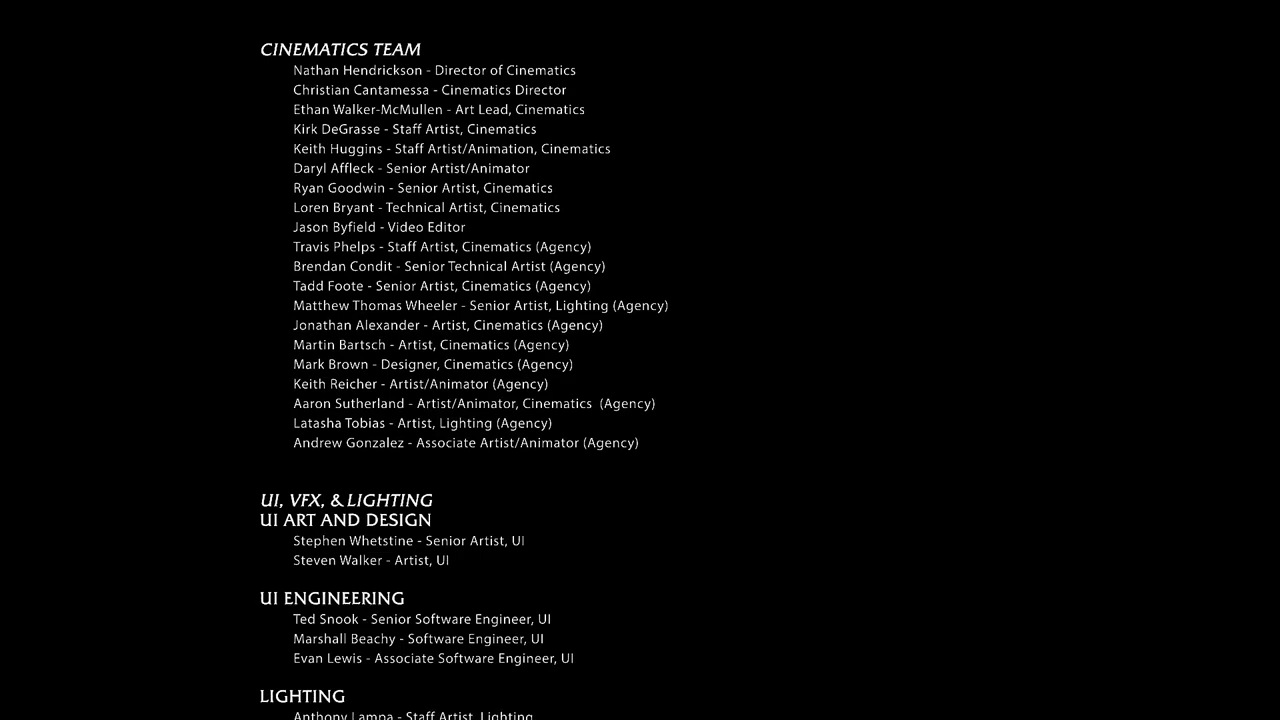 CINEMATICS TEAM
Nathan Hendrickson - Director of Cinematics
Christian Cantamessa - Cinematics Director
Ethan Walker-McMullen - Art Lead, Cinematics
Kirk DeGrasse - Staff Artist, Cinematics
Keith Huggins - Staff Artist/Animation, Cinematics
Daryl Affleck - Senior Artist/Animator
Ryan Goodwin - Senior Artist, Cinematics
Loren Bryant - Technical Artist, Cinematics
Jason Byfield - Video Editor
Travis Phelps - Staff Artist, Cinematics (Agency)
Brendan Condit - Senior Technical Artist (Agency)
Tadd Foote - Senior Artist, Cinematics (Agency)
Matthew Thomas Wheeler - Senior Artist, Lighting (Agency)
Jonathan Alexander - Artist, Cinematics (Agency)
Martin Bartsch - Artist, Cinematics (Agency)
Mark Brown - Designer, Cinematics (Agency)
Keith Reicher - Artist/Animator (Agency)
Aaron Sutherland - Artist/Animator, Cinematics  (Agency)
Latasha Tobias - Artist, Lighting (Agency)
Andrew Gonzalez - Associate Artist/Animator (Agency)
UI, VFX, & LIGHTING
UI ART AND DESIGN
Stephen Whetstine - Senior Artist, UI
Steven Walker - Artist, UI
UI ENGINEERING
Ted Snook - Senior Software Engineer, UI
Marshall Beachy - Software Engineer, UI
Evan Lewis - Associate Software Engineer, UI
LIGHTING
Anthony Lampa - Staff Artist, Lighting